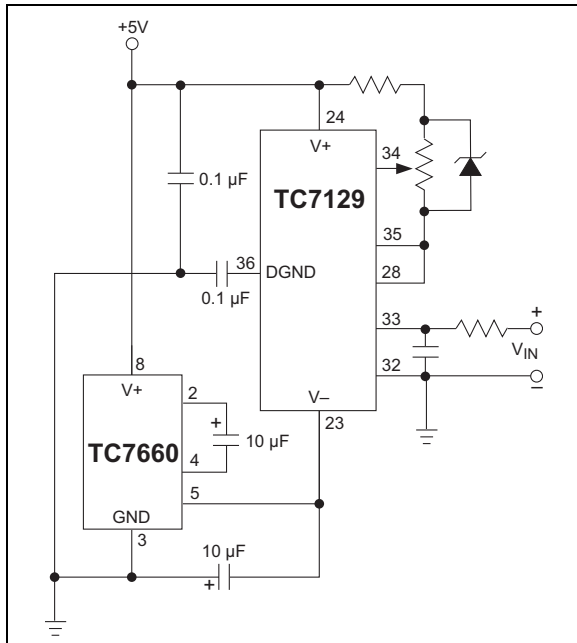 +5V
24
V+
34
0.1 µF
TC7129
35
36
DGND
28
0.1 µF
33
+
VIN
8
V+
2
32
–
V–
23
+
10 µF
TC7660
4
5
GND
3
10 µF
+